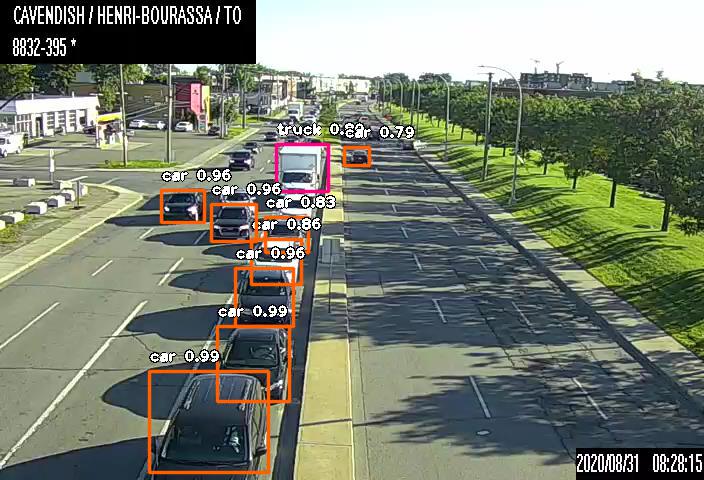 CAVENDISH / HENRI-BOURASSA / TO
8832-395 *
truck 0.89
car 0.79
car 0.96
car 0.96
car 0.83
car 0.86
car 0.96
car 0.99
car 0.99
2020/08/31 08:28:15